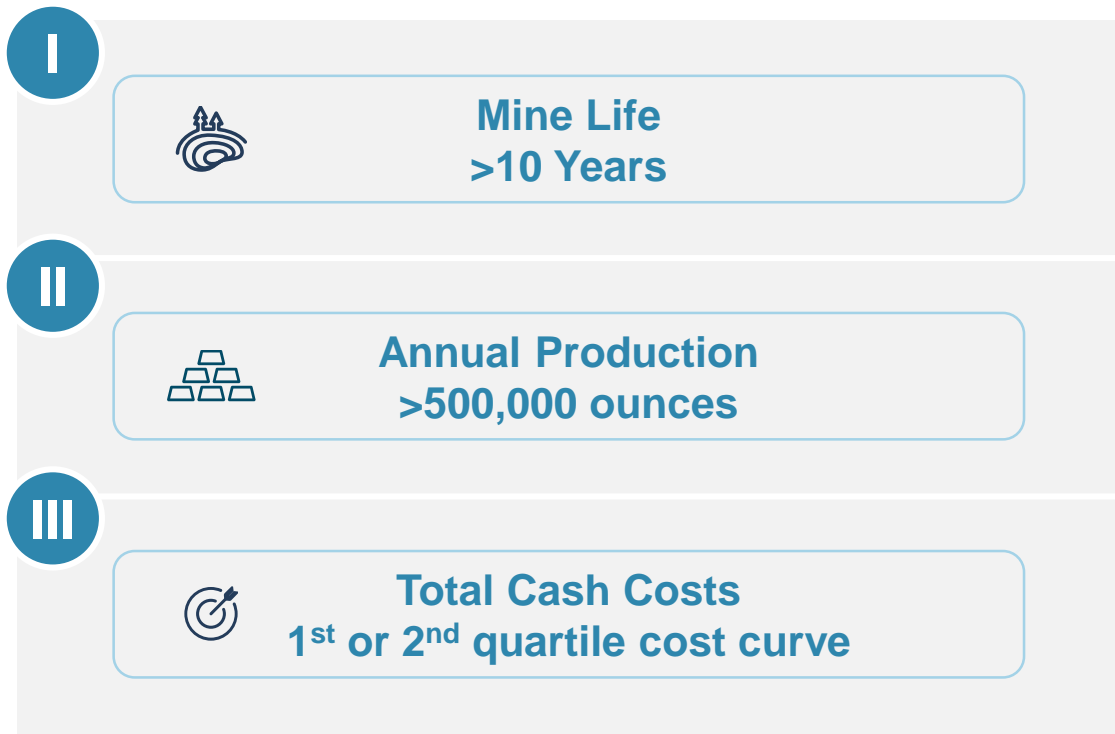 I
Mine Life
>10 Years
II
Annual Production
>500,000 ounces
III
Total Cash Costs
1st or 2nd quartile cost curve